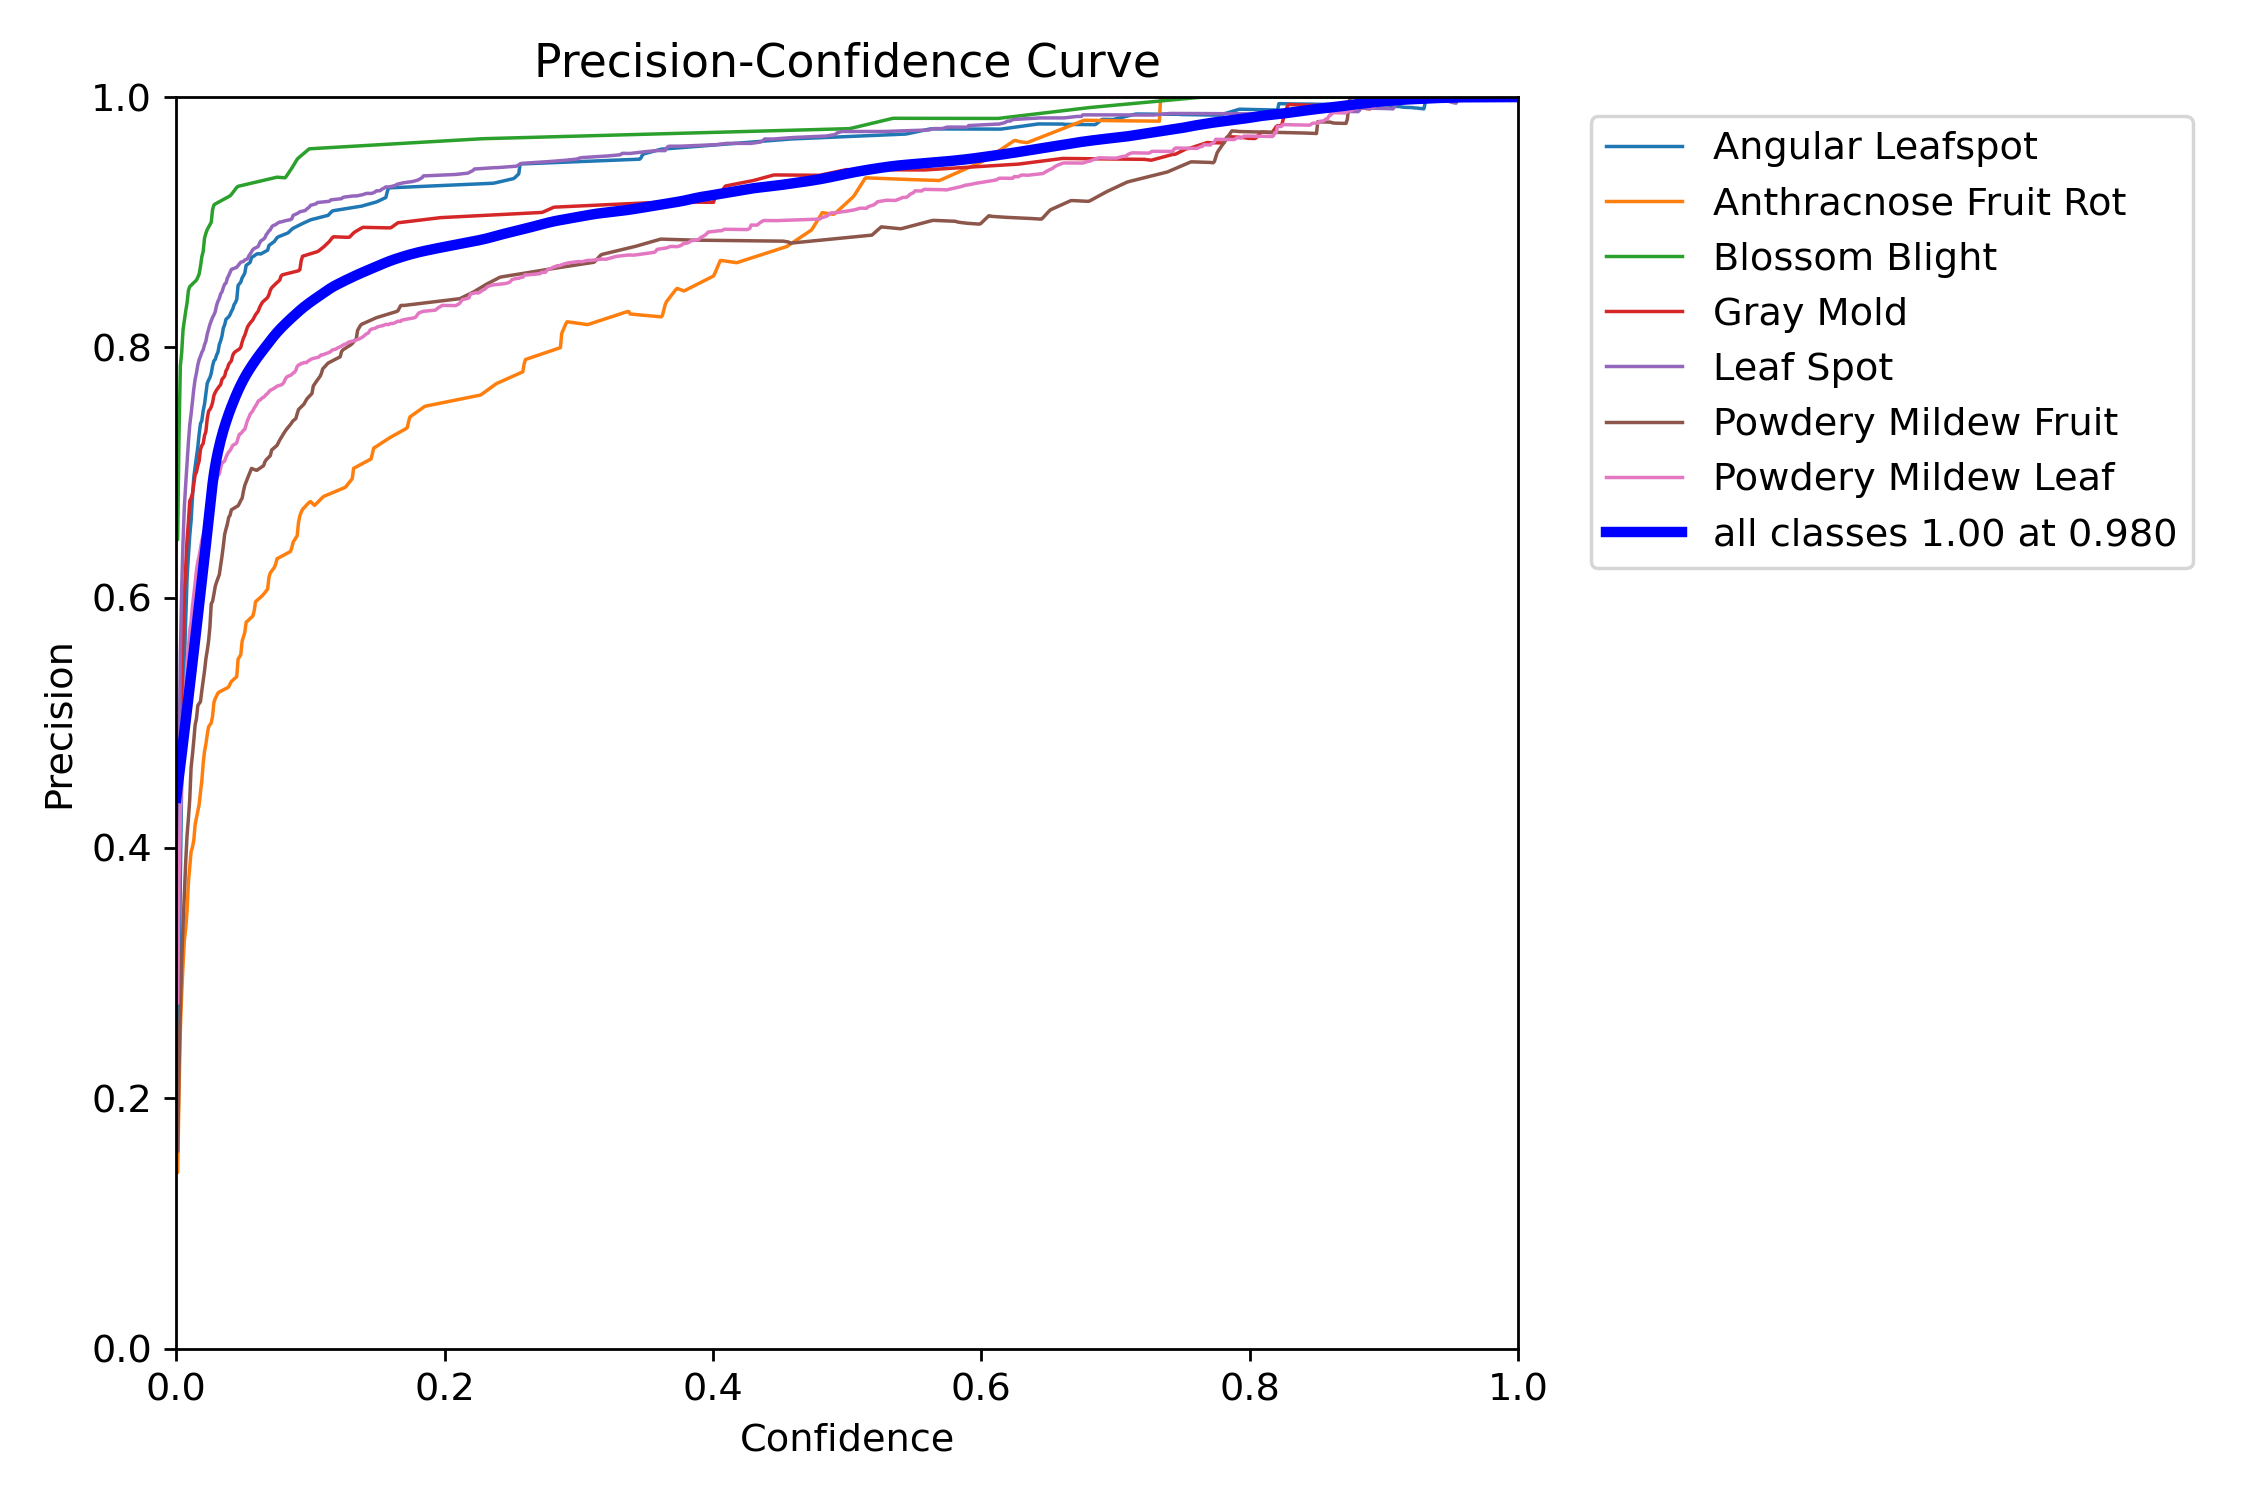 Precision-Confidence Curve
1.0
0.8
0.6
0.4
0.2
0.0
Precision
0.0 0.2 0.4 0.6 0.8 1.0
Confidence
Angular Leafspot
Anthracnose Fruit Rot
Blossom Blight
Gray Mold
Leaf Spot
Powdery Mildew Fruit
Powdery Mildew Leaf
all classes 1.00 at 0.980